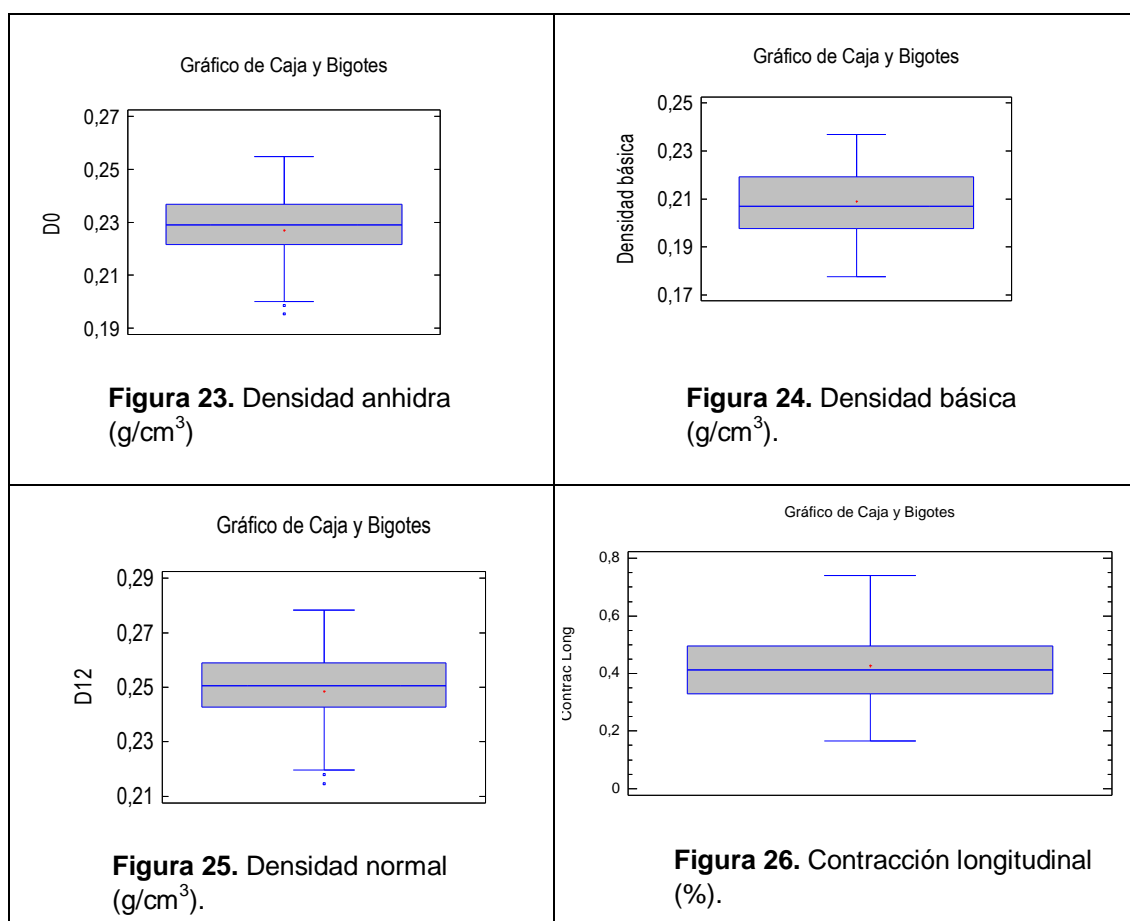 Gráfico de Caja y Bigotes
0,27
0,25
0,23
0,21
0,19
D0
Figura 23. Densidad anhidra
(g/cm³)
Gráfico de Caja y Bigotes
0,25
0,23
0,21
0,19
0,17
Densidad básica
Figura 24. Densidad básica
(g/cm³).
Gráfico de Caja y Bigotes
0,29
0,27
0,25
0,23
0,21
D12
Figura 25. Densidad normal
(g/cm³).
Gráfico de Caja y Bigotes
0,8
0,6
0,4
0,2
0
Contrac Long
Figura 26. Contracción longitudinal
(%).